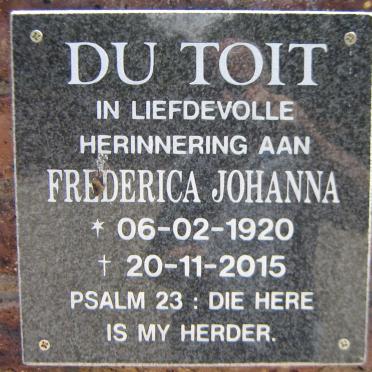 DU TOIT
IN LIEFDEVOLLE
HERINNERING AAN
FREDERICA JOHANNA
* 06-02-1920
† 20-11-2015
PSALM 23 : DIE HERE
IS MY HERDER.